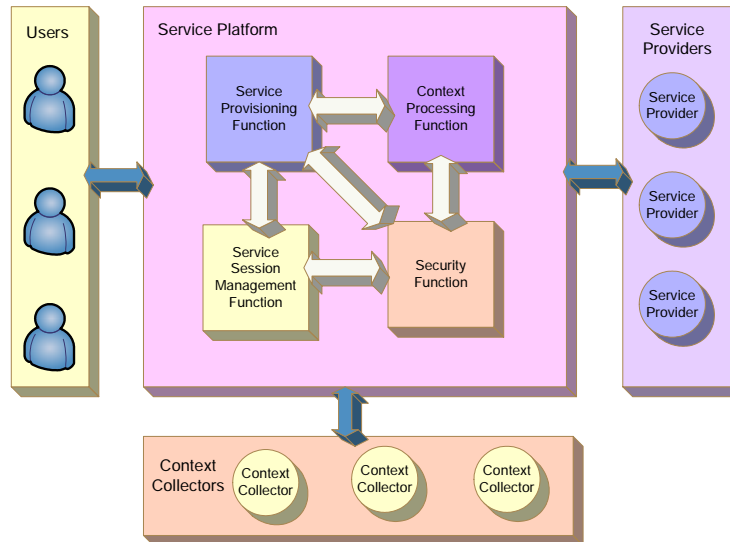 Users
Service Platform
Service
Providers
Service
Provisioning
Function
Context
Processing
Function
Service
Session
Management
Function
Security
Function
Service
Provider
Service
Provider
Service
Provider
Context
Collectors
Context
Collector
Context
Collector
Context
Collector